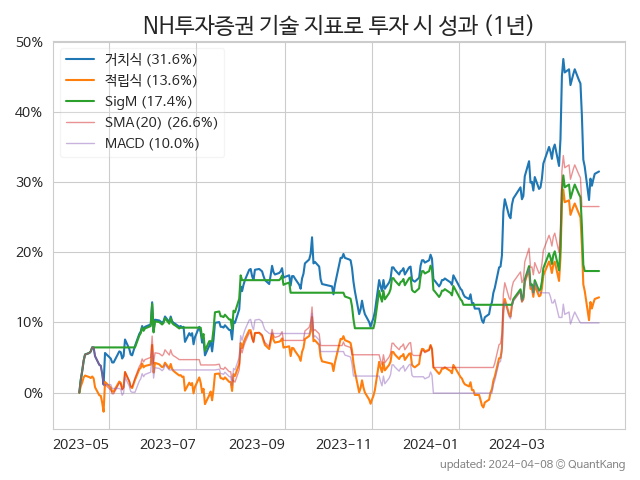 NH투자증권 기술 지표로 투자 시 성과 (1년)
50%
40%
30%
20%
10%
0%
거치식 (31.6%)
적립식 (13.6%)
SigM (17.4%)
SMA(20) (26.6%)
MACD (10.0%)
2023-05 2023-07 2023-09 2023-11 2024-01 2024-03
updated: 2024-04-08 © QuantKang